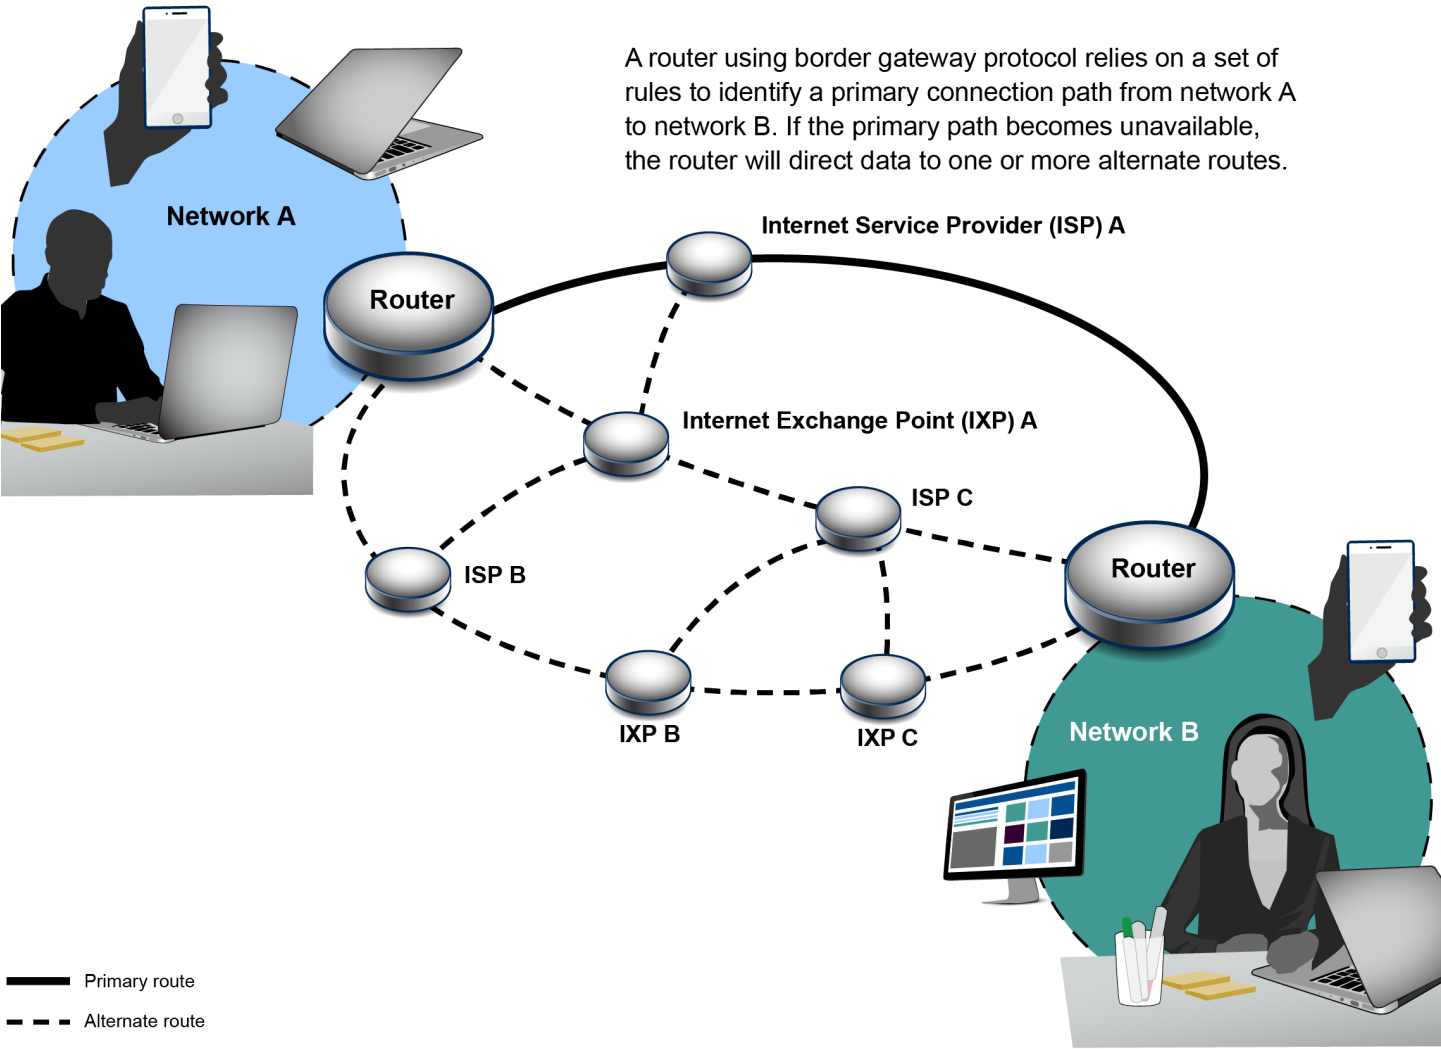 A router using border gateway protocol relies on a set of
rules to identify a primary connection path from network A
to network B. If the primary path becomes unavailable,
the router will direct data to one or more alternate routes.
Network A
Internet Service Provider (ISP) A
Router
Internet Exchange Point (IXP) A
ISP C
ISP B
Router
IXP B
IXP C
Network B
Primary route
Alternate route